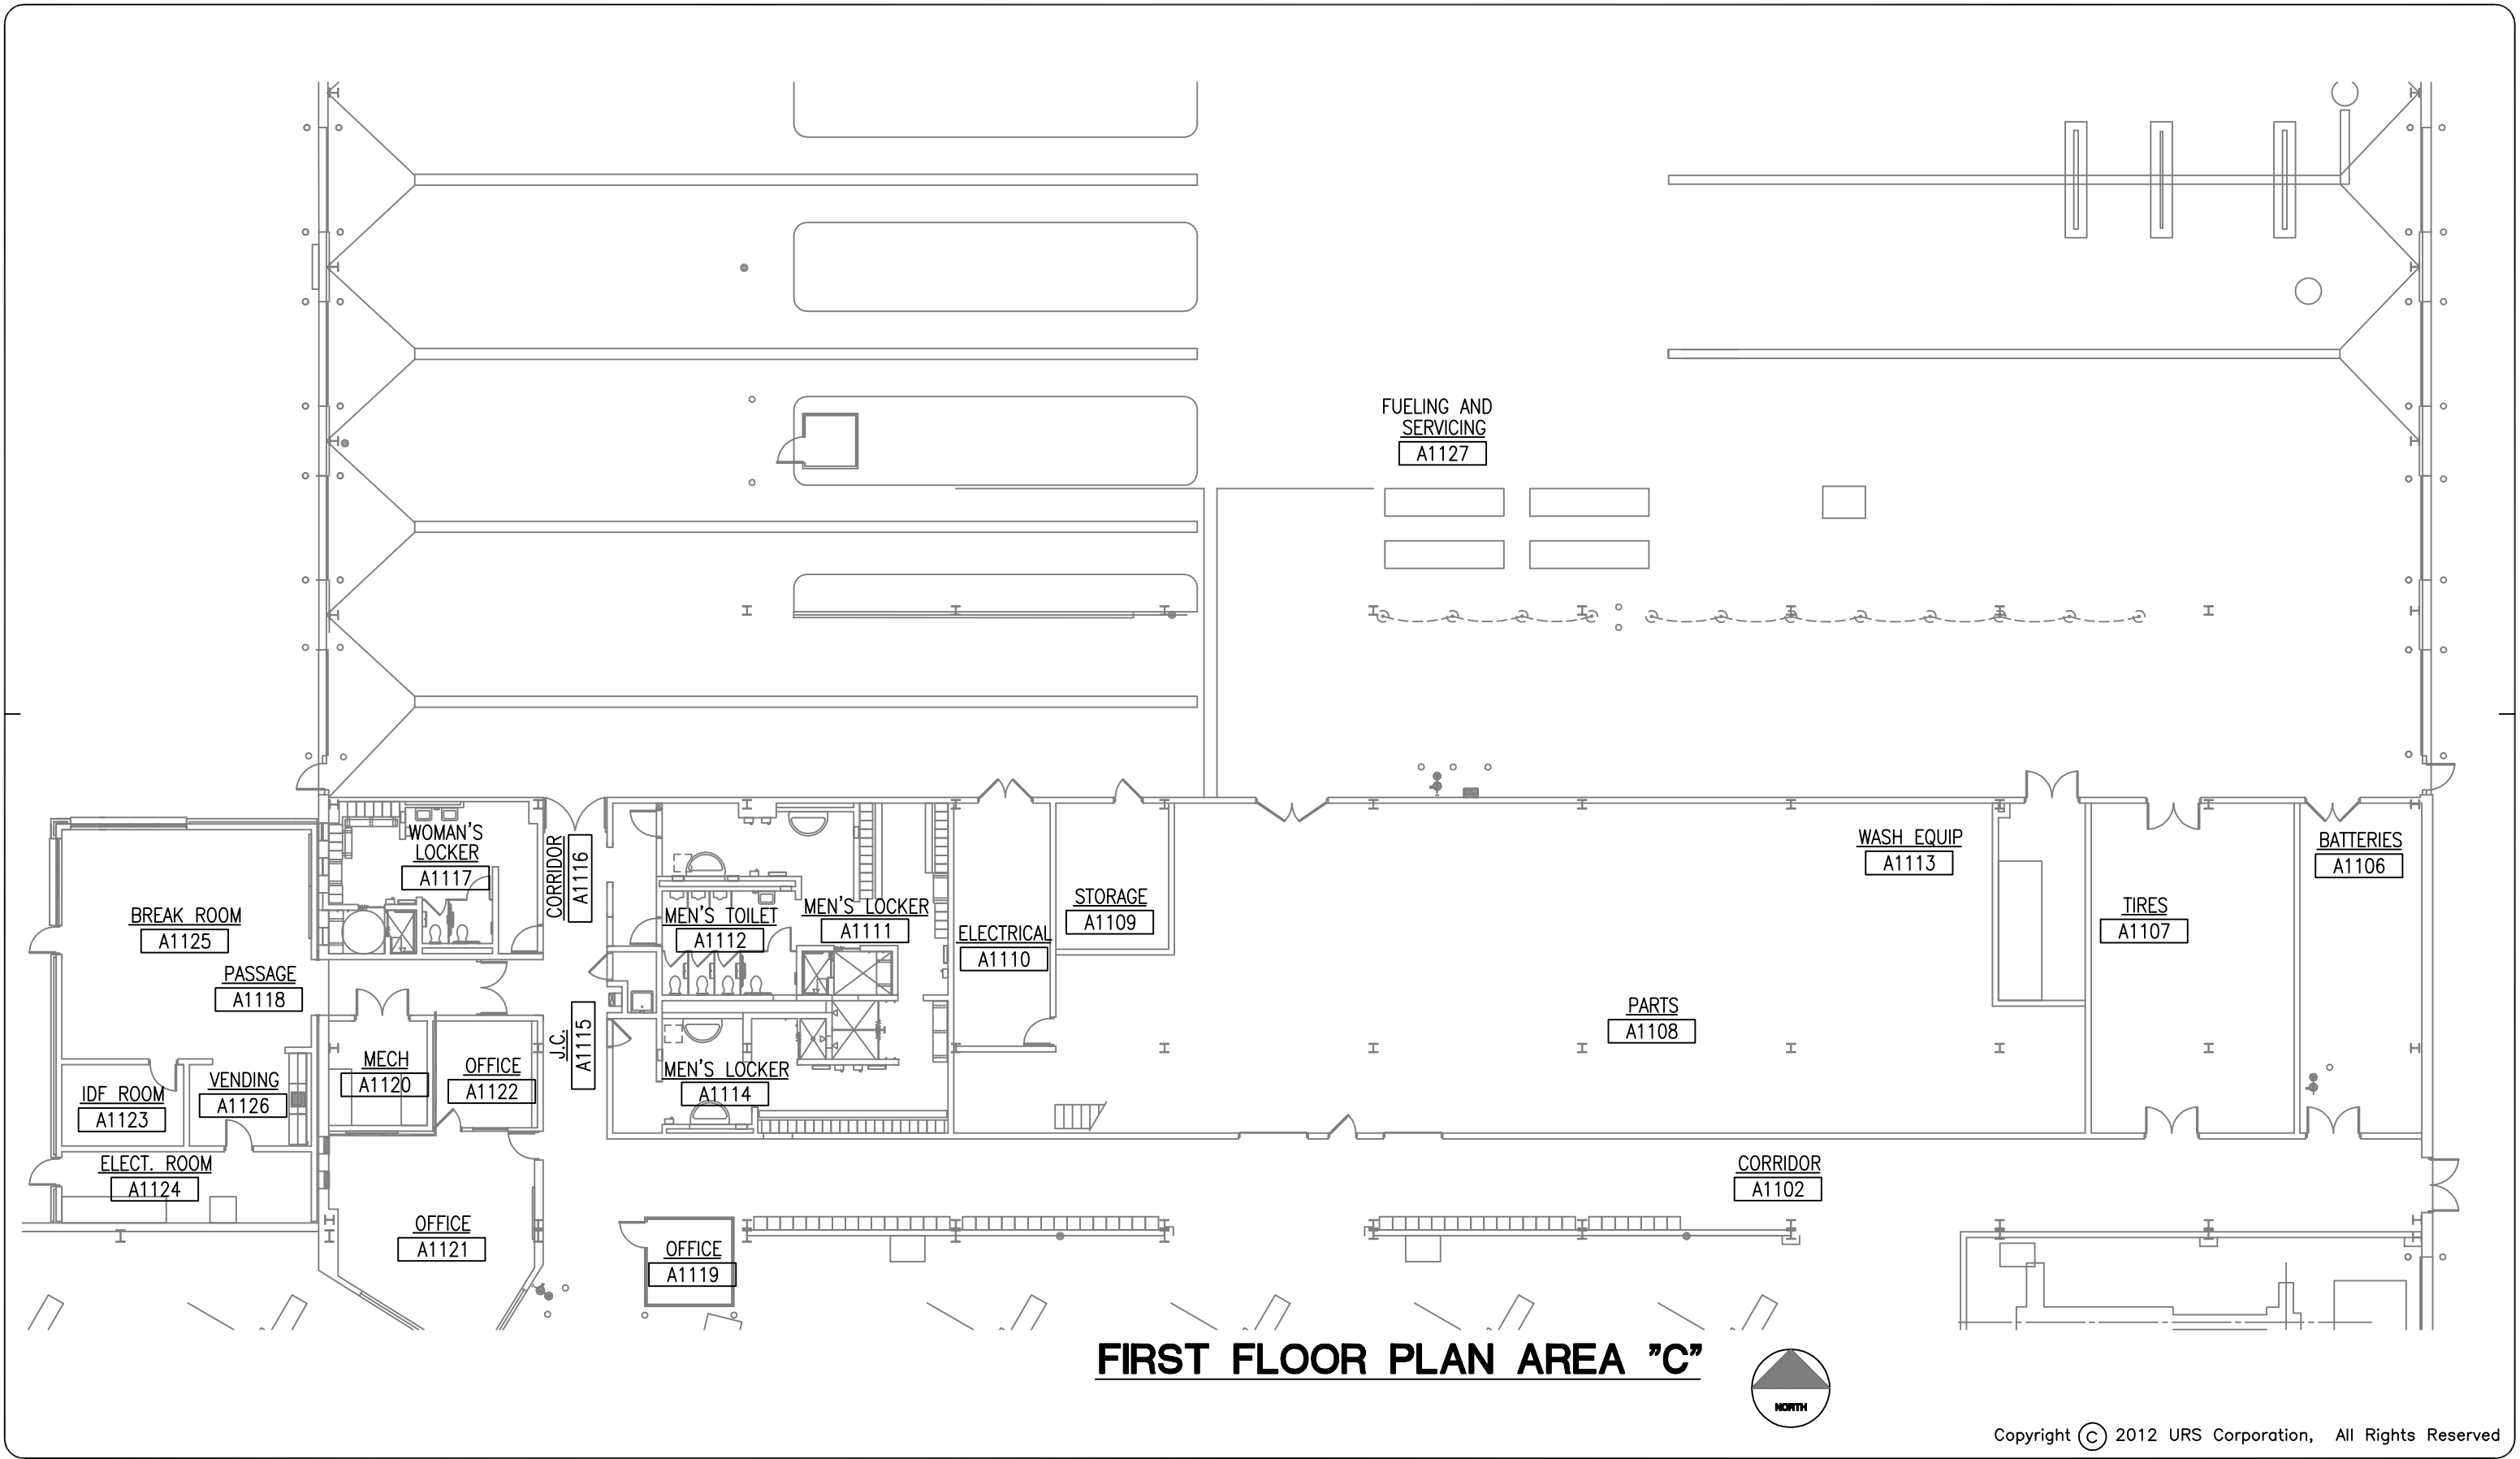 FUELING AND
SERVICING
A1127
WOMAN'S
LOCKER
A1117
CORRIDOR
A1116
WASH EQUIP
A1113
BATTERIES
A1106
BREAK ROOM
A1125
MEN'S TOILET
A1112
MEN'S LOCKER
A1111
ELECTRICAL
A1110
STORAGE
A1109
TIRES
A1107
PASSAGE
A1118
PARTS
A1108
J.C.
A1115
MECH
A1120
OFFICE
A1122
MEN'S LOCKER
A1114
IDF ROOM
A1123
VENDING
A1126
ELECT. ROOM
A1124
CORRIDOR
A1102
OFFICE
A1121
OFFICE
A1119
FIRST FLOOR PLAN AREA "C"
NORTH
Copyright © 2012 URS Corporation, All Rights Reserved